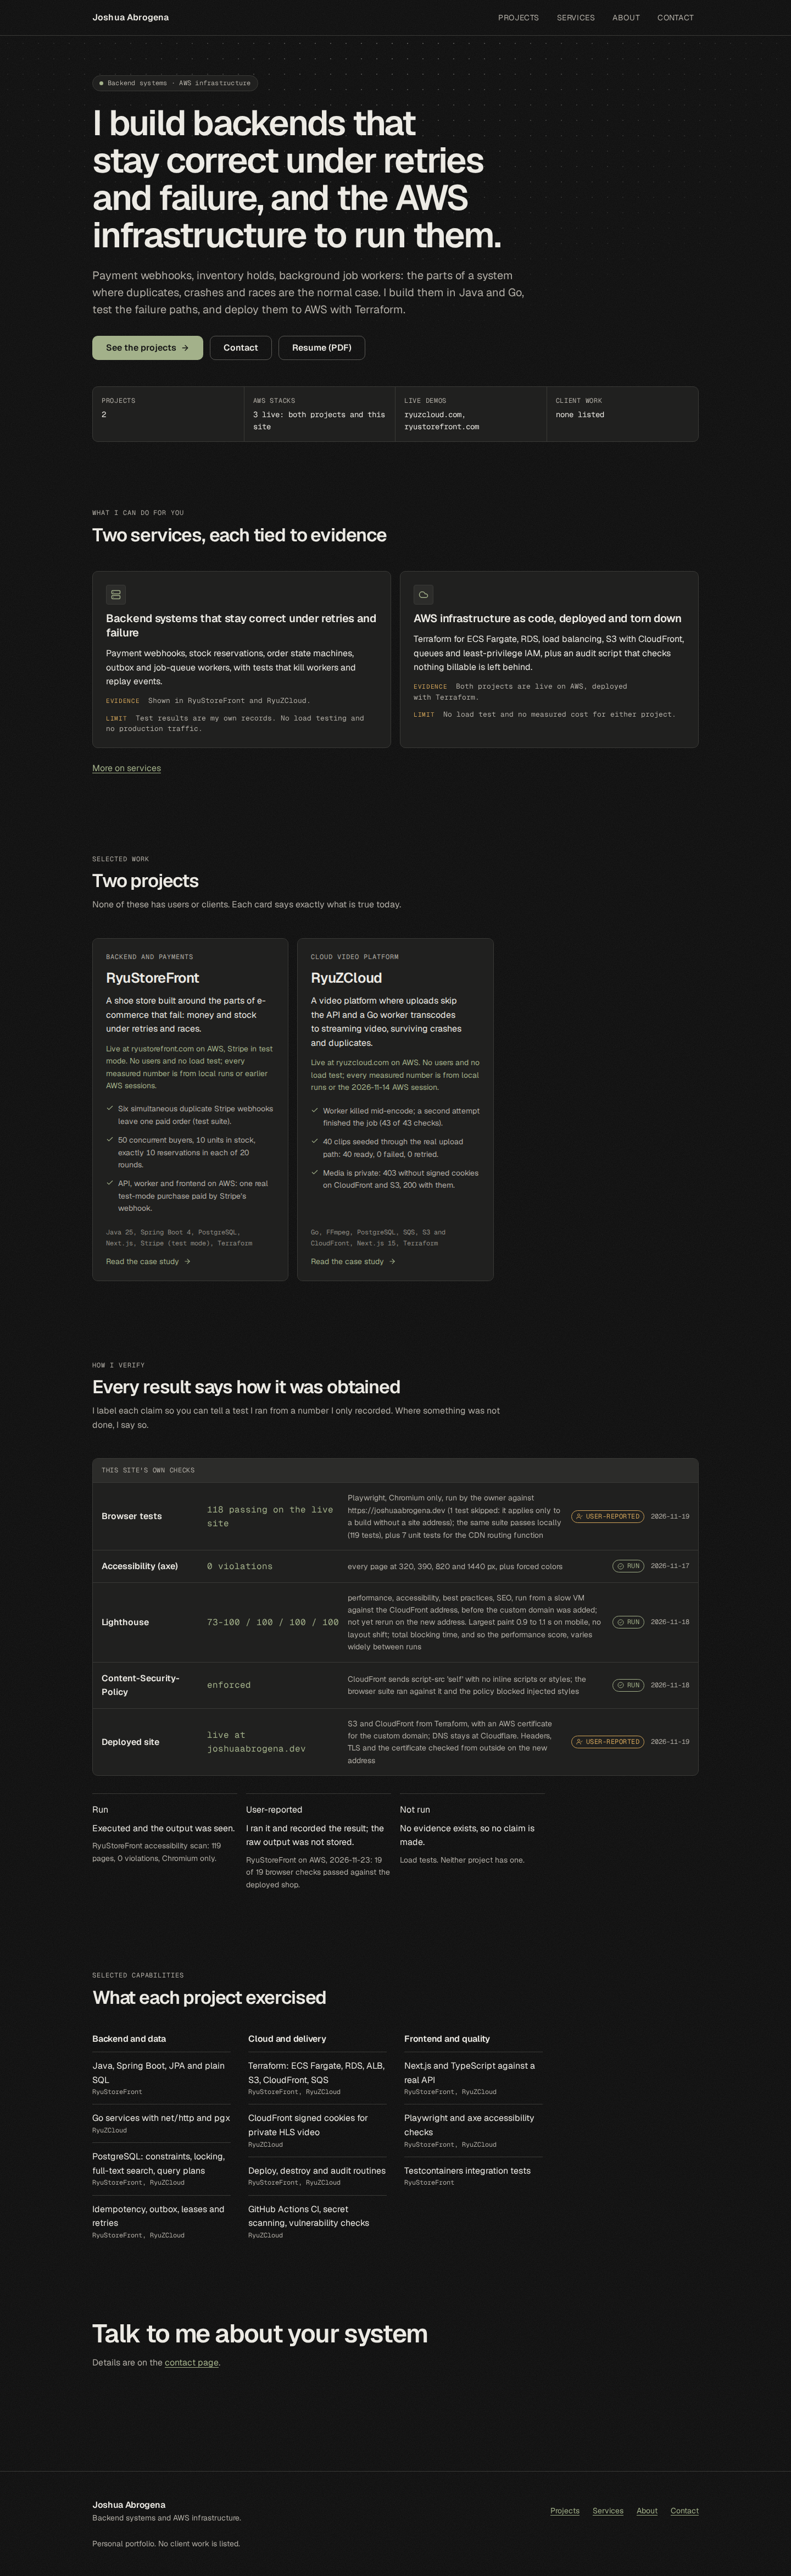 Joshua Abrogena
PROJECTS SERVICES ABOUT CONTACT
Backend systems · AWS infrastructure
I build backends that
stay correct under retries
and failure, and the AWS
infrastructure to run them.
Payment webhooks, inventory holds, background job workers: the parts of a system
where duplicates, crashes and races are the normal case. I build them in Java and Go,
test the failure paths, and deploy them to AWS with Terraform.
See the projects →
Contact
Resume (PDF)
PROJECTS
2
AWS STACKS
3 live: both projects and this
site
LIVE DEMOS
ryuzcloud.com,
ryustorefront.com
CLIENT WORK
none listed
WHAT I CAN DO FOR YOU
Two services, each tied to evidence
Backend systems that stay correct under retries and
failure
Payment webhooks, stock reservations, order state machines,
outbox and job-queue workers, with tests that kill workers and
replay events.
EVIDENCE Shown in RyuStoreFront and RyuZCloud.
LIMIT Test results are my own records. No load testing and
no production traffic.
AWS infrastructure as code, deployed and torn down
Terraform for ECS Fargate, RDS, load balancing, S3 with CloudFront,
queues and least-privilege IAM, plus an audit script that checks
nothing billable is left behind.
EVIDENCE Both projects are live on AWS, deployed
with Terraform.
LIMIT No load test and no measured cost for either project.
More on services
SELECTED WORK
Two projects
None of these has users or clients. Each card says exactly what is true today.
BACKEND AND PAYMENTS
RyuStoreFront
A shoe store built around the parts of e-
commerce that fail: money and stock
under retries and races.
Live at ryustorefront.com on AWS, Stripe in test
mode. No users and no load test; every
measured number is from local runs or earlier
AWS sessions.
Six simultaneous duplicate Stripe webhooks
leave one paid order (test suite).
50 concurrent buyers, 10 units in stock,
exactly 10 reservations in each of 20
rounds.
API, worker and frontend on AWS: one real
test-mode purchase paid by Stripe's
webhook.
Java 25, Spring Boot 4, PostgreSQL,
Next.js, Stripe (test mode), Terraform
Read the case study →
CLOUD VIDEO PLATFORM
RyuZCloud
A video platform where uploads skip
the API and a Go worker transcodes
to streaming video, surviving crashes
and duplicates.
Live at ryuzcloud.com on AWS. No users and no
load test; every measured number is from local
runs or the 2026-11-14 AWS session.
Worker killed mid-encode; a second attempt
finished the job (43 of 43 checks).
40 clips seeded through the real upload
path: 40 ready, 0 failed, 0 retried.
Media is private: 403 without signed cookies
on CloudFront and S3, 200 with them.
Go, FFmpeg, PostgreSQL, SQS, S3 and
CloudFront, Next.js 15, Terraform
Read the case study →
HOW I VERIFY
Every result says how it was obtained
I label each claim so you can tell a test I ran from a number I only recorded. Where something was not
done, I say so.
THIS SITE'S OWN CHECKS
Browser tests
118 passing on the live
site
Playwright, Chromium only, run by the owner against
https://joshuaabrogena.dev (1 test skipped: it applies only to
a build without a site address); the same suite passes locally
(119 tests), plus 7 unit tests for the CDN routing function
USER-REPORTED 2026-11-19
Accessibility (axe)
0 violations
every page at 320, 390, 820 and 1440 px, plus forced colors
RUN 2026-11-17
Lighthouse
73-100 / 100 / 100 / 100
performance, accessibility, best practices, SEO, run from a slow VM
against the CloudFront address, before the custom domain was added;
not yet rerun on the new address. Largest paint 0.9 to 1.1 s on mobile, no
layout shift; total blocking time, and so the performance score, varies
widely between runs
RUN 2026-11-18
Content-Security-
Policy
enforced
CloudFront sends script-src 'self' with no inline scripts or styles; the
browser suite ran against it and the policy blocked injected styles
RUN 2026-11-18
Deployed site
live at
joshuaabrogena.dev
S3 and CloudFront from Terraform, with an AWS certificate
for the custom domain; DNS stays at Cloudflare. Headers,
TLS and the certificate checked from outside on the new
address
USER-REPORTED 2026-11-19
Run
Executed and the output was seen.
RyuStoreFront accessibility scan: 119
pages, 0 violations, Chromium only.
User-reported
I ran it and recorded the result; the
raw output was not stored.
RyuStoreFront on AWS, 2026-11-23: 19
of 19 browser checks passed against the
deployed shop.
Not run
No evidence exists, so no claim is
made.
Load tests. Neither project has one.
SELECTED CAPABILITIES
What each project exercised
Backend and data
Java, Spring Boot, JPA and plain
SQL
RyuStoreFront
Go services with net/http and pgx
RyuZCloud
PostgreSQL: constraints, locking,
full-text search, query plans
RyuStoreFront, RyuZCloud
Idempotency, outbox, leases and
retries
RyuStoreFront, RyuZCloud
Cloud and delivery
Terraform: ECS Fargate, RDS, ALB,
S3, CloudFront, SQS
RyuStoreFront, RyuZCloud
CloudFront signed cookies for
private HLS video
RyuZCloud
Deploy, destroy and audit routines
RyuStoreFront, RyuZCloud
GitHub Actions CI, secret
scanning, vulnerability checks
RyuZCloud
Frontend and quality
Next.js and TypeScript against a
real API
RyuStoreFront, RyuZCloud
Playwright and axe accessibility
checks
RyuStoreFront, RyuZCloud
Testcontainers integration tests
RyuStoreFront
Talk to me about your system
Details are on the contact page.
Joshua Abrogena
Backend systems and AWS infrastructure.
Personal portfolio. No client work is listed.
Projects Services About Contact